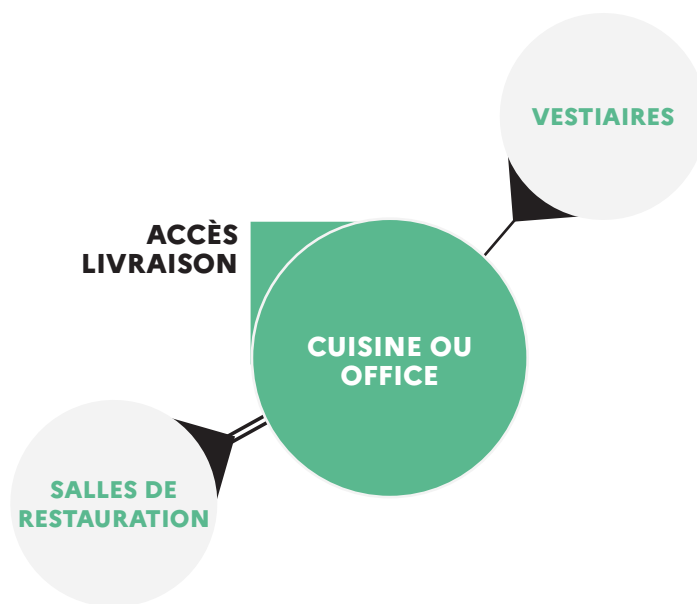 VESTIAIRES
ACCÈS
LIVRAISON
CUISINE OU
OFFICE
SALLES DE
RESTAURATION